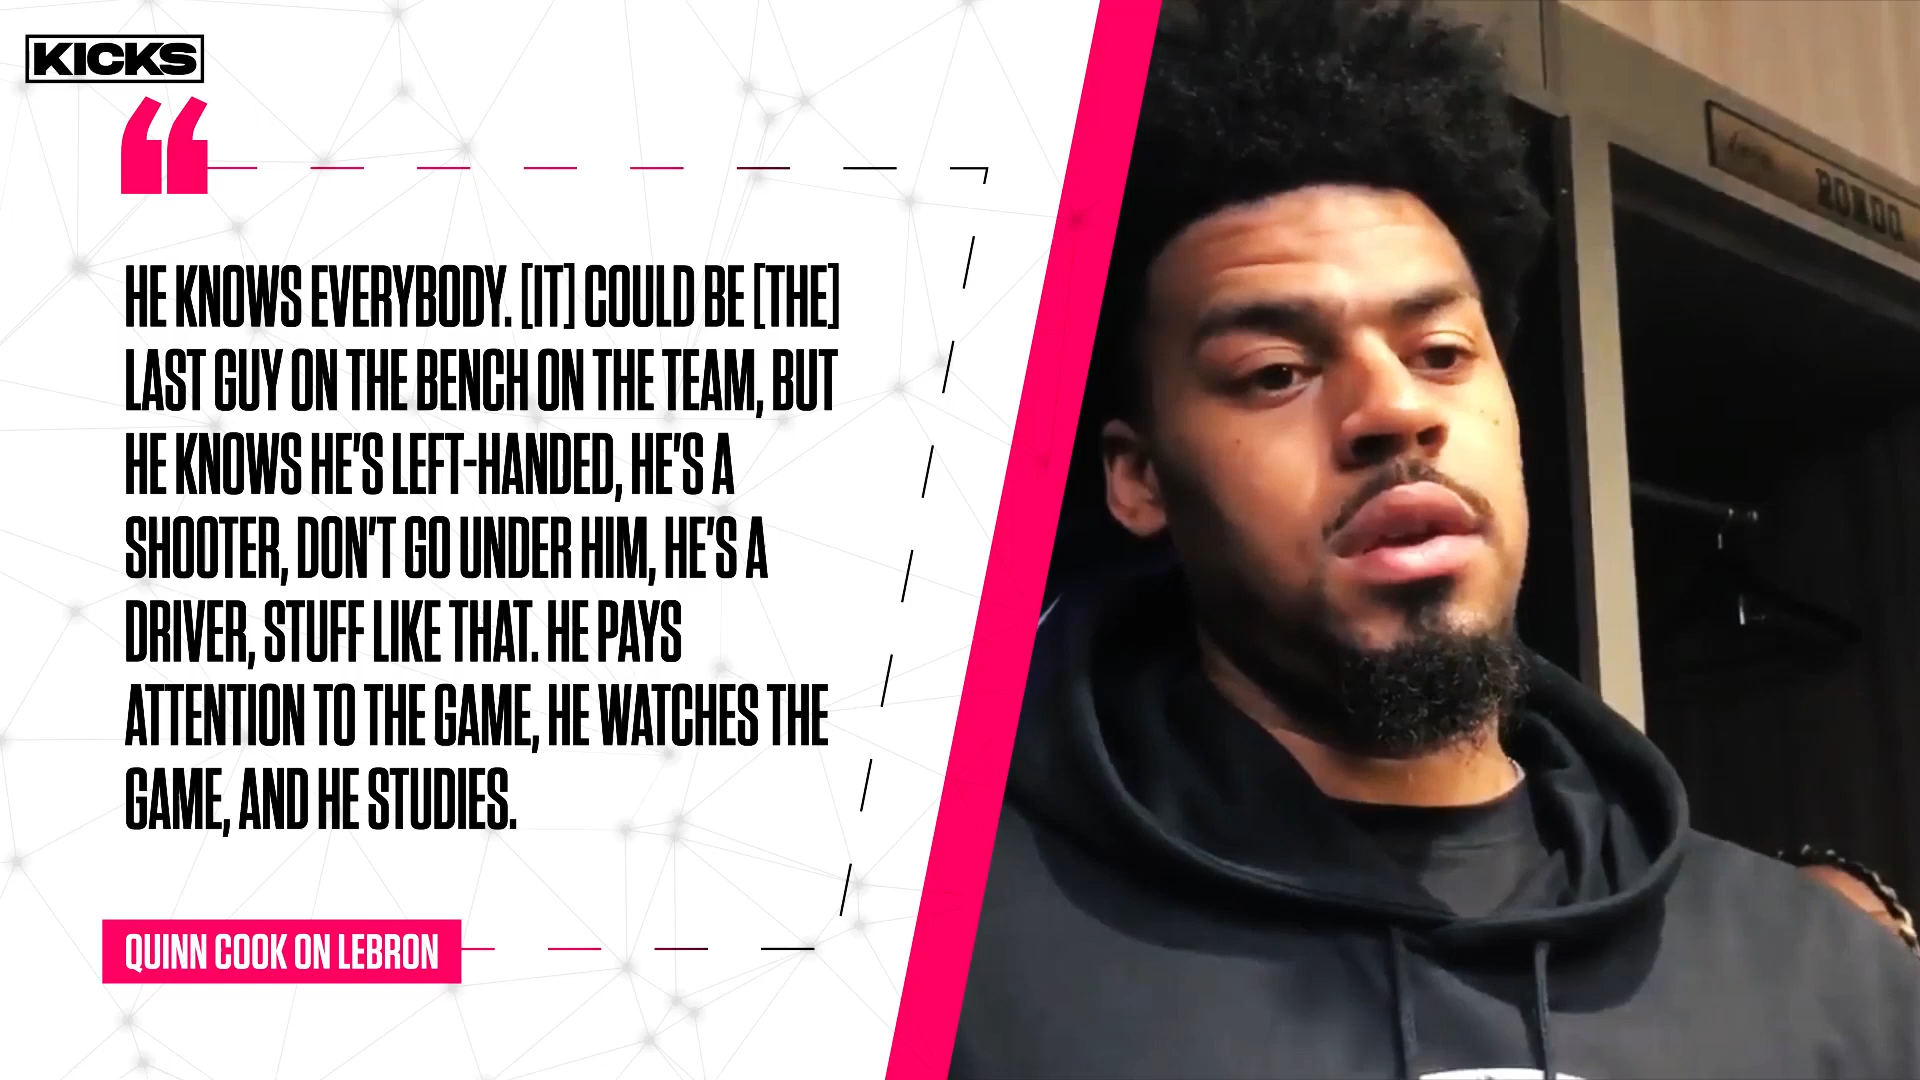 KICKS
“
HE KNOWS EVERYBODY. [IT] COULD BE [THE]
LAST GUY ON THE BENCH ON THE TEAM, BUT
HE KNOWS HE'S LEFT-HANDED, HE'S A
SHOOTER, DON'T GO UNDER HIM, HE'S A
DRIVER, STUFF LIKE THAT. HE PAYS
ATTENTION TO THE GAME, HE WATCHES THE
GAME, AND HE STUDIES.
QUINN COOK ON LEBRON
RONDO